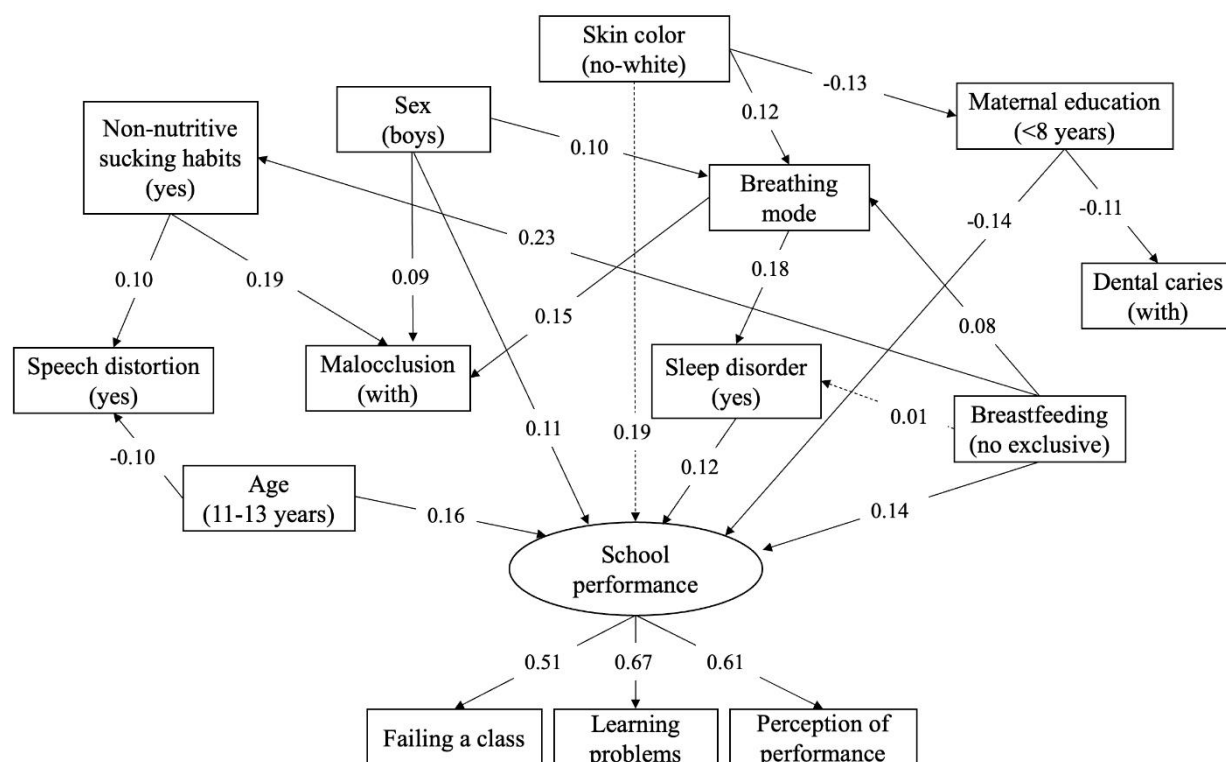 Skin color
(no-white)
-0.13
Maternal education
(<8 years)
Sex
(boys)
0.12
Non-nutritive
sucking habits
(yes)
0.10
Breathing
mode
-0.14
-0.11
0.23
0.10
0.19
0.09
0.18
Dental caries
(with)
0.15
0.08
Speech distortion
(yes)
Malocclusion
(with)
Sleep disorder
(yes)
0.01
Breastfeeding
(no exclusive)
0.11
0.19
-0.10
0.12
Age
(11-13 years)
0.16
0.14
School
performance
0.51
0.67
0.61
Failing a class
Learning
problems
Perception of
performance